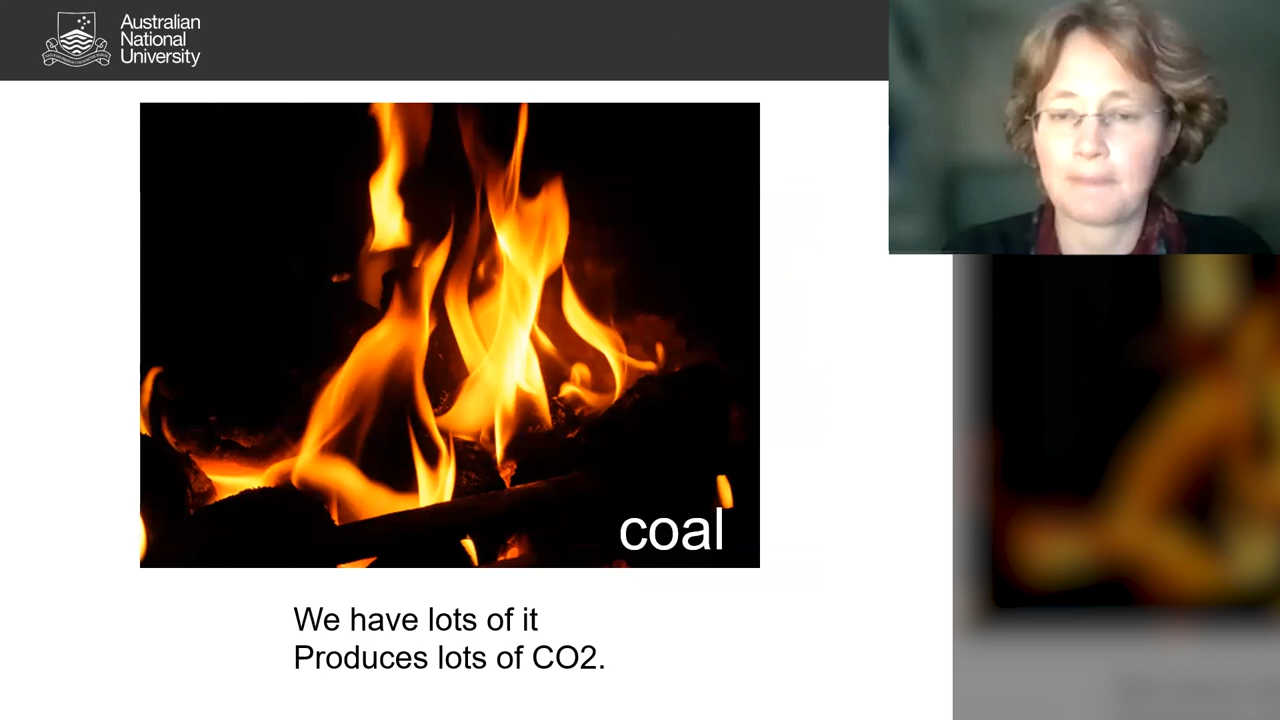 Australian
National
University
coal
We have lots of it
Produces lots of CO2.